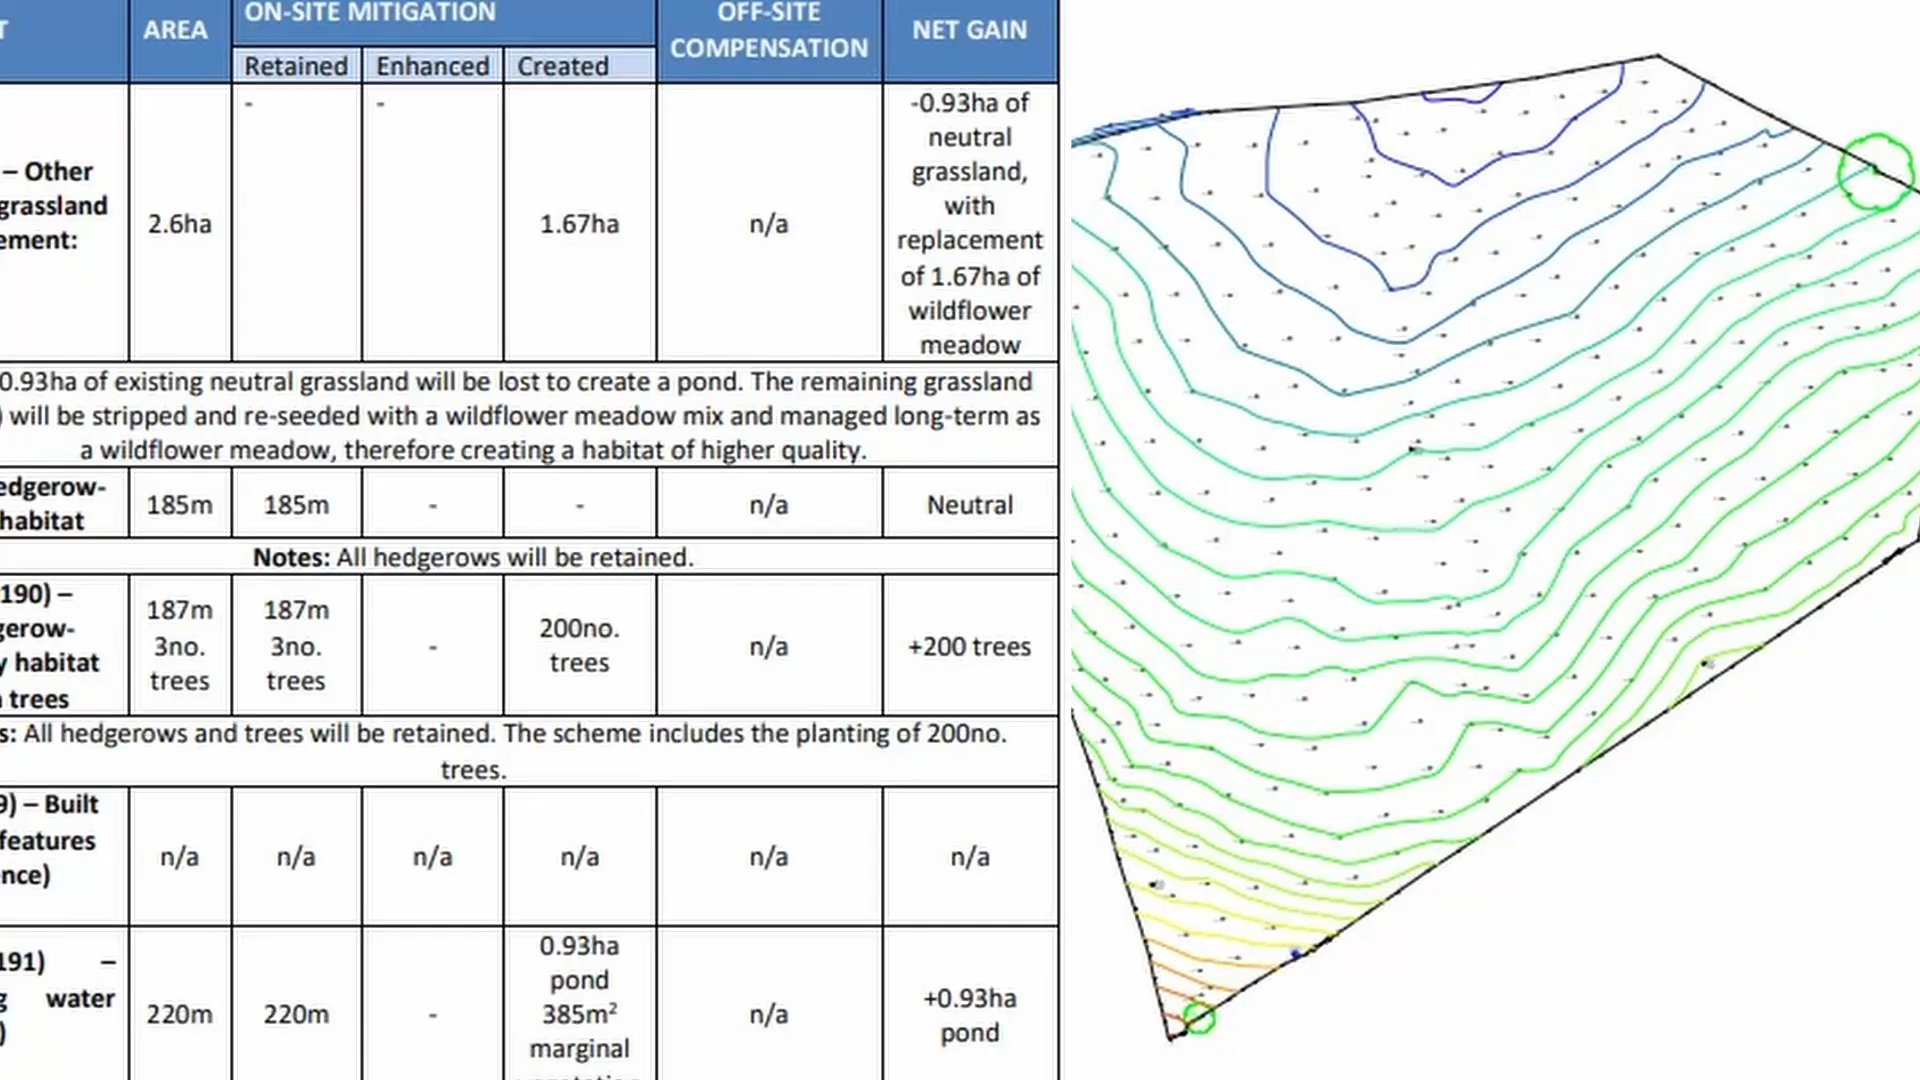 T
AREA
ON-SITE MITIGATION
OFF-SITE
COMPENSATION
NET GAIN
Retained
Enhanced
Created
– Other
grassland
ement:
2.6ha
-
-
1.67ha
n/a
-0.93ha of
neutral
grassland,
with
replacement
of 1.67ha of
wildflower
meadow
0.93ha of existing neutral grassland will be lost to create a pond. The remaining grassland
) will be stripped and re-seeded with a wildflower meadow mix and managed long-term as
a wildflower meadow, therefore creating a habitat of higher quality.
edgerow-
habitat
185m
185m
-
-
n/a
Neutral
Notes: All hedgerows will be retained.
190) –
gerow-
y habitat
trees
187m
3no.
trees
187m
3no.
trees
-
200no.
trees
n/a
+200 trees
s: All hedgerows and trees will be retained. The scheme includes the planting of 200no.
trees.
9) – Built
features
nce)
n/a
n/a
n/a
n/a
n/a
n/a
191) –
g water
)
220m
220m
-
0.93ha
pond
385m²
marginal
n/a
+0.93ha
pond